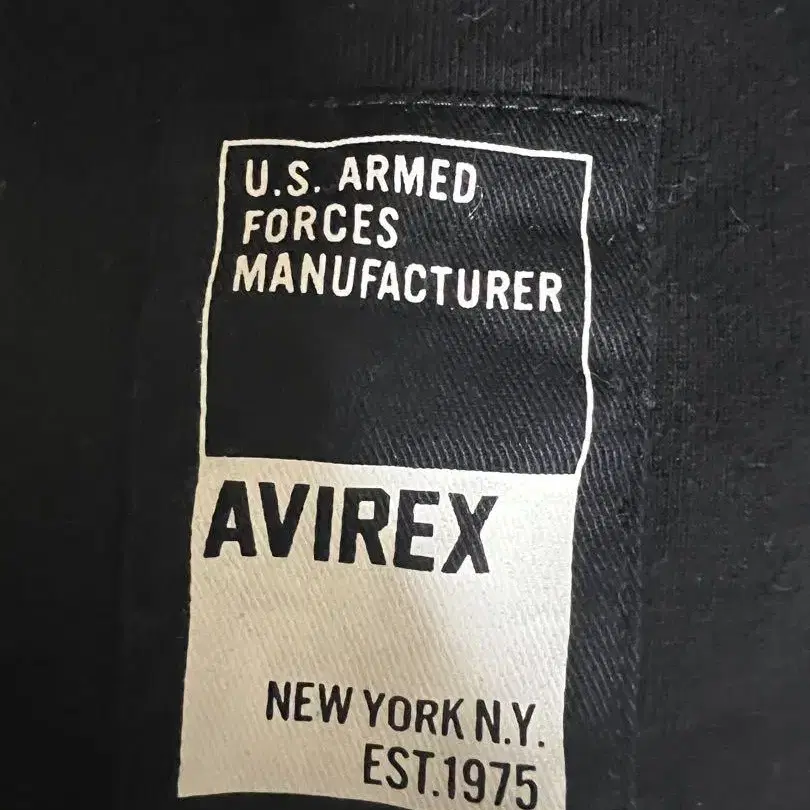 U.S. ARMED
FORCES
MANUFACTURER
AVIREX
NEW YORK N.Y.
EST.1975